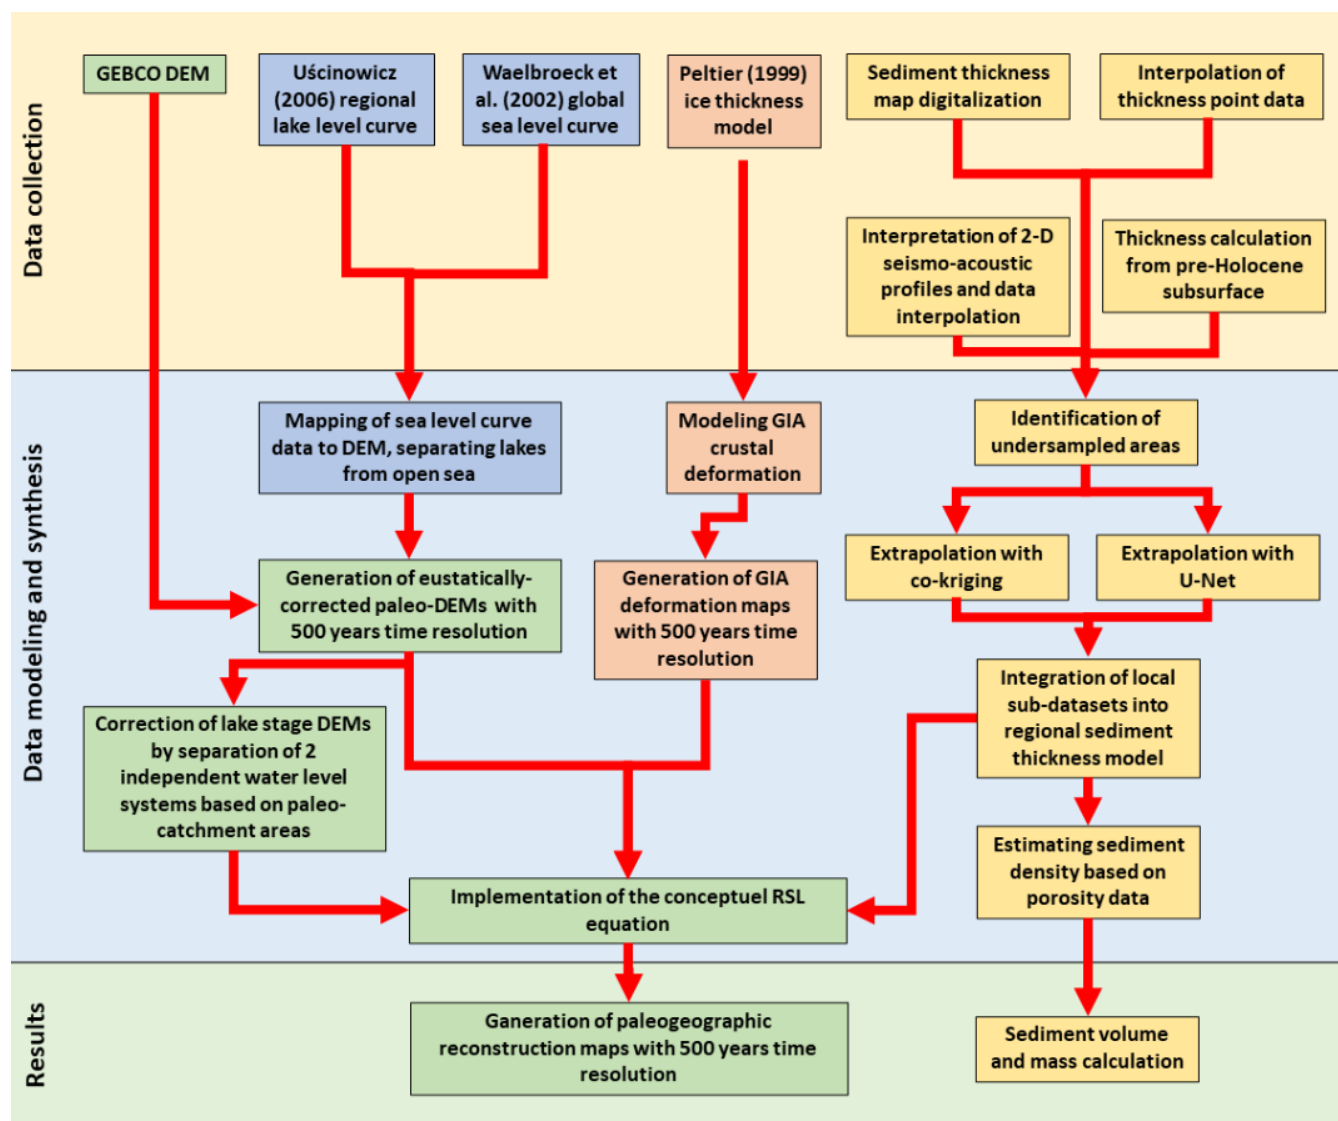 Data collection
GEBCO DEM
Uścinowicz
(2006) regional
lake level curve
Waelbroeck et
al. (2002) global
sea level curve
Peltier (1999)
ice thickness
model
Sediment thickness
map digitalization
Interpolation of
thickness point data
Interpretation of 2-D
seismo-acoustic
profiles and data
interpolation
Thickness calculation
from pre-Holocene
subsurface
Data modeling and synthesis
Mapping of sea level curve
data to DEM, separating lakes
from open sea
Modeling GIA
crustal
deformation
Identification of
undersampled areas
Extrapolation with
co-kriging
Extrapolation with
U-Net
Generation of eustatically-
corrected paleo-DEMs with
500 years time resolution
Generation of GIA
deformation maps
with 500 years time
resolution
Integration of local
sub-datasets into
regional sediment
thickness model
Correction of lake stage DEMs
by separation of 2
independent water level
systems based on paleo-
catchment areas
Estimating sediment
density based on
porosity data
Implementation of the conceptuel RSL
equation
Results
Ganeration of paleogeographic
reconstruction maps with 500 years time
resolution
Sediment volume
and mass calculation